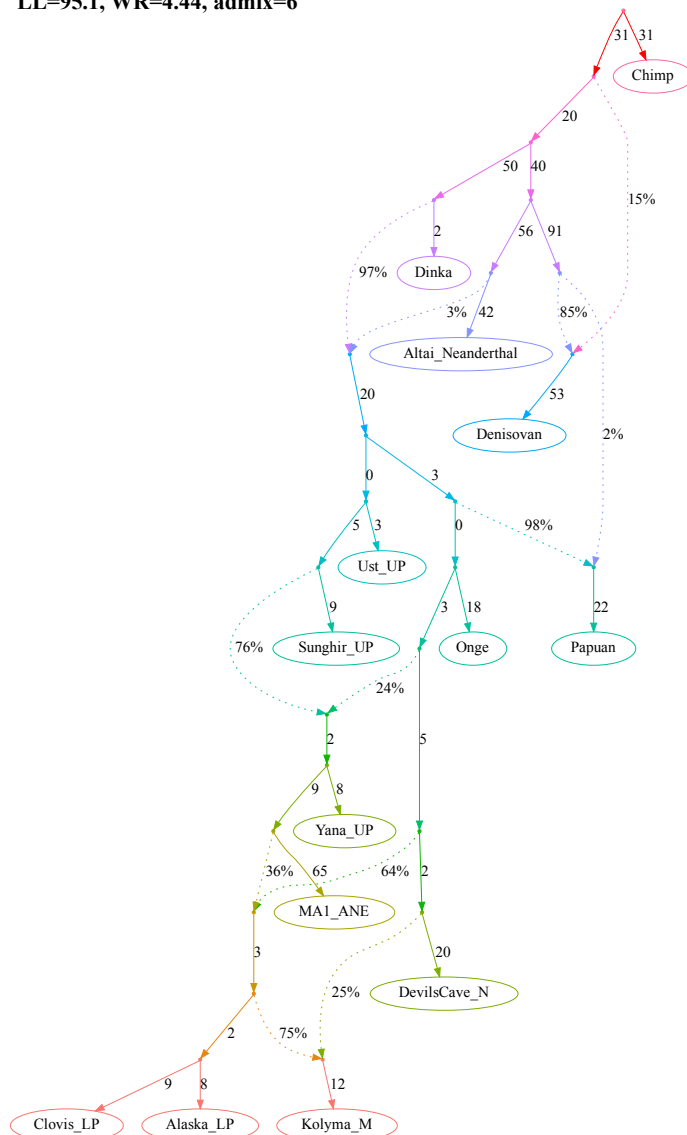 LL=95.1, WR=4.44, admix=6
31 31
Chimp
20
50 40
15%
2 56 91
Dinka
97% 3% 42 85%
Altai_Neanderthal
20 53
Denisovan
2%
0 3
5 3 0 98%
Ust_UP
9 3 18 22
76% Sunghir_UP Onge Papuan
24%
2 5
9 8
Yana_UP
36% 65 64% 2
MA1_ANE
3 20
25% DevilsCave_N
2 75%
9 8 12
Clovis_LP Alaska_LP Kolyma_M